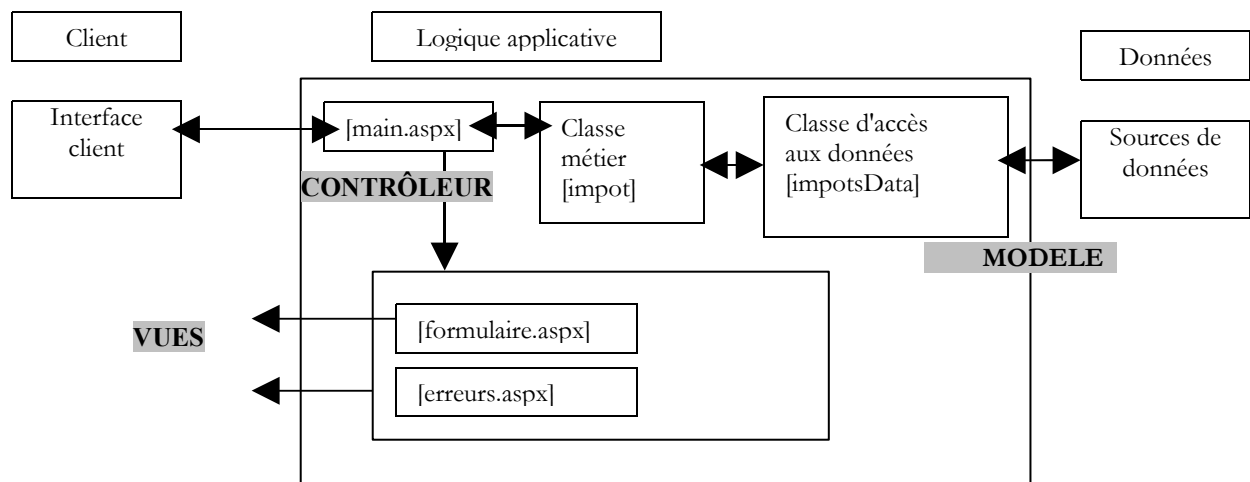 Client
Logique applicative
Données
Interface
client
[main.aspx]
CONTRÔLEUR
Classe
métier
[impot]
Classe d'accès
aux données
[impotsData]
Sources de
données
MODELE
VUES
[formulaire.aspx]
[erreurs.aspx]